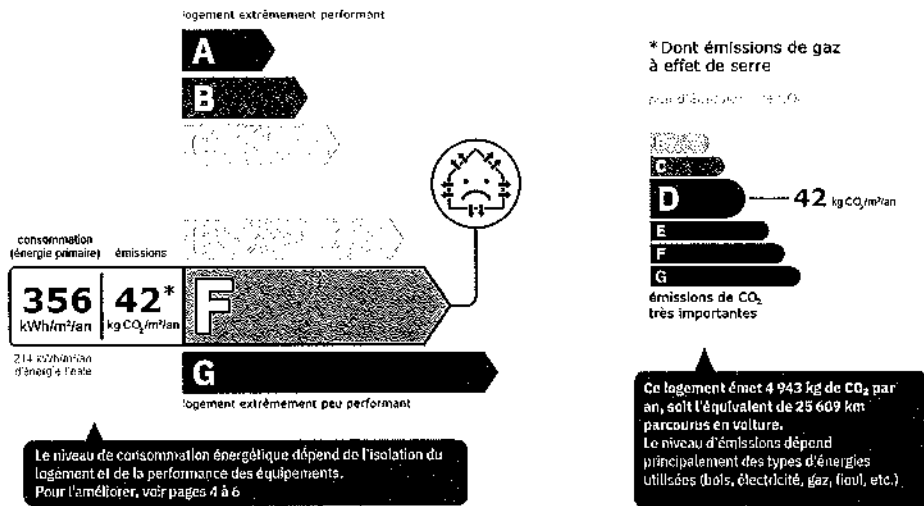 logement extrêmement performant
A
B
consommation
(énergie primaire)
émissions
356
kWh/m²/an
42*
kg CO₂/m²/an
F
d'énergie finale
G
logement extrêmement peu performant
Le niveau de consommation énergétique dépend de l'isolation du
logement et de la performance des équipements.
Pour l'améliorer, voir pages 4 à 6
* Dont émissions de gaz
à effet de serre
C
D
42 kg CO₂/m²/an
E
F
G
émissions de CO₂
très importantes
Ce logement émet 4 943 kg de CO₂ par
an, soit l'équivalent de 25 609 km
parcourus en voiture.
Le niveau d'émissions dépend
principalement des types d'énergies
utilisées (bois, électricité, gaz, fioul, etc.)